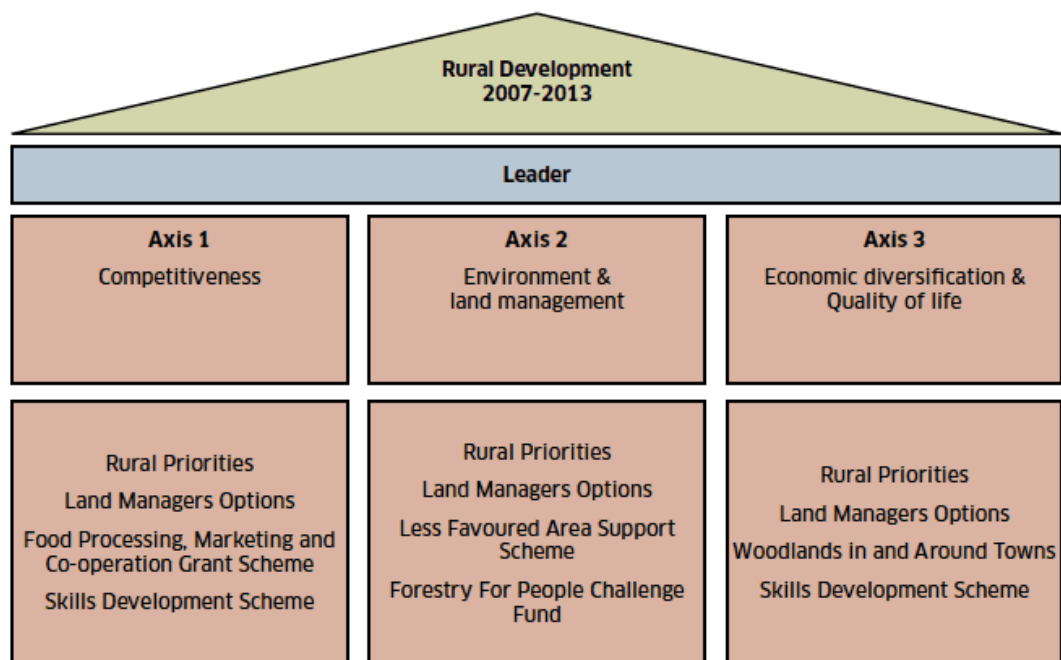 Rural Development
2007-2013
Leader
Axis 1
Competitiveness
Axis 2
Environment &
land management
Axis 3
Economic diversification &
Quality of life
Rural Priorities
Land Managers Options
Food Processing, Marketing and
Co-operation Grant Scheme
Skills Development Scheme
Rural Priorities
Land Managers Options
Less Favoured Area Support
Scheme
Forestry For People Challenge
Fund
Rural Priorities
Land Managers Options
Woodlands in and Around Towns
Skills Development Scheme